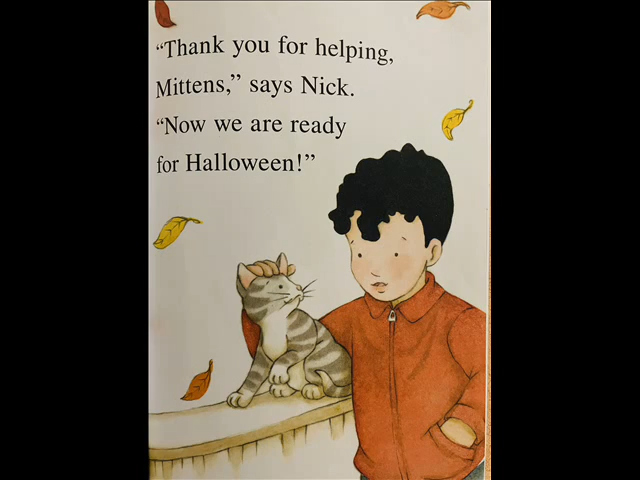 “Thank you for helping,
Mittens,” says Nick.
“Now we are ready
for Halloween!”